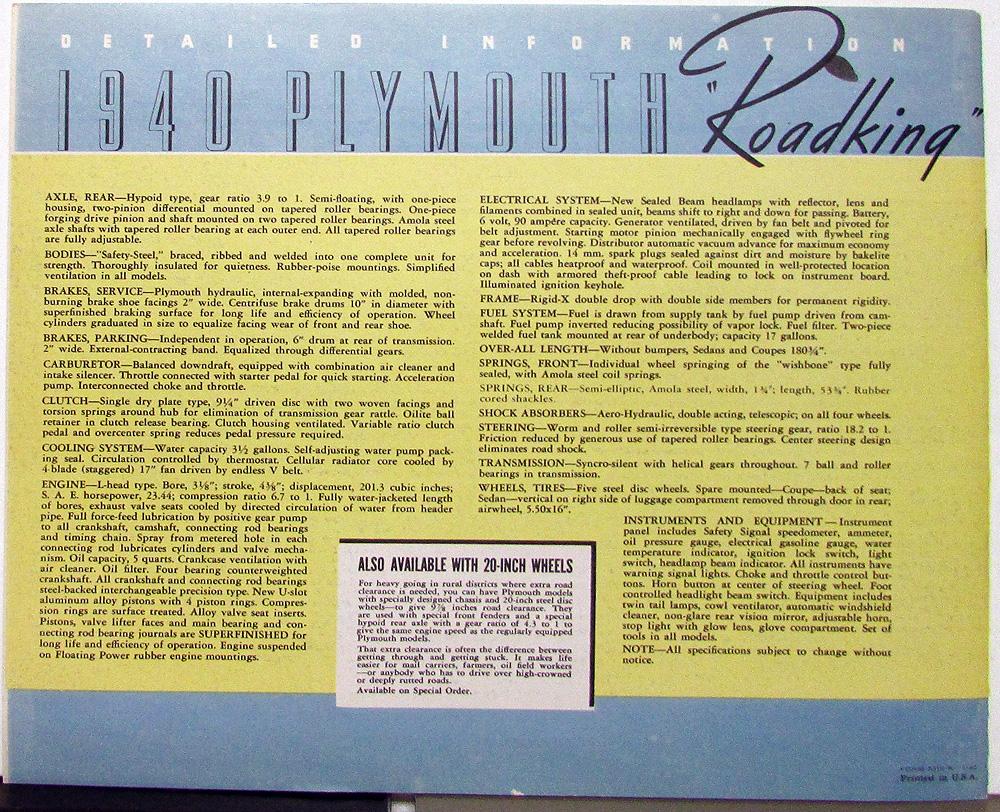 DETAILED INFORMATION
1940 PLYMOUTH "Roadking"
AXLE, REAR—Hypoid type, gear ratio 3.9 to 1. Semi-floating, with one-piece
housing, two-pinion differential mounted on tapered roller bearings. One-piece
forging drive pinion and shaft mounted on two tapered roller bearings. Amola steel
axle shafts with tapered roller bearing at each outer end. All tapered roller bearings
are fully adjustable.
BODIES—"Safety-Steel," braced, ribbed and welded into one complete unit for
strength. Thoroughly insulated for quietness. Rubber-poise mountings. Simplified
ventilation in all models.
BRAKES, SERVICE—Plymouth hydraulic, internal-expanding with molded, non-
burning brake shoe facings 2" wide. Centrifuse brake drums 10" in diameter with
superfinished braking surface for long life and efficiency of operation. Wheel
cylinders graduated in size to equalize facing wear of front and rear shoe.
BRAKES, PARKING—Independent in operation, 6" drum at rear of transmission.
2" wide. External-contracting band. Equalized through differential gears.
CARBURETOR—Balanced downdraft, equipped with combination air cleaner and
intake silencer. Throttle connected with starter pedal for quick starting. Acceleration
pump. Interconnected choke and throttle.
CLUTCH—Single dry plate type, 9¼" driven disc with two woven facings and
torsion springs around hub for elimination of transmission gear rattle. Oilite ball
retainer in clutch release bearing. Clutch housing ventilated. Variable ratio clutch
pedal and overcenter spring reduces pedal pressure required.
COOLING SYSTEM—Water capacity 3½ gallons. Self-adjusting water pump pack-
ing seal. Circulation controlled by thermostat. Cellular radiator core cooled by
4-blade (staggered) 17" fan driven by endless V belt.
ENGINE—L-head type. Bore, 3⅛"; stroke, 4⅜"; displacement, 201.3 cubic inches;
S. A. E. horsepower, 23.44; compression ratio 6.7 to 1. Fully water-jacketed length
of bores, exhaust valve seats cooled by directed circulation of water from header
pipe. Full force-feed lubrication by positive gear pump
to all crankshaft, camshaft, connecting rod bearings
and timing chain. Spray from metered hole in each
connecting rod lubricates cylinders and valve mecha-
nism. Oil capacity, 5 quarts. Crankcase ventilation with
air cleaner. Oil filter. Four bearing counterweighted
crankshaft. All crankshaft and connecting rod bearings
steel-backed interchangeable precision type. New U-slot
aluminum alloy pistons with 4 piston rings. Compres-
sion rings are surface treated. Alloy valve seat inserts.
Pistons, valve lifter faces and main bearing and con-
necting rod bearing journals are SUPERFINISHED for
long life and efficiency of operation. Engine suspended
on Floating Power rubber engine mountings.
ALSO AVAILABLE WITH 20-INCH WHEELS
For heavy going in rural districts where extra road
clearance is needed, you can have Plymouth models
with specially designed chassis and 20-inch steel disc
wheels—to give 9⅞ inches road clearance. They
are used with special front fenders and a special
hypoid rear axle with a gear ratio of 4.3 to 1 to
give the same engine speed as the regularly equipped
Plymouth models.
That extra clearance is often the difference between
getting through and getting stuck. It makes life
easier for mail carriers, farmers, oil field workers
—or anybody who has to drive over high-crowned
or deeply rutted roads.
Available on Special Order.
ELECTRICAL SYSTEM—New Sealed Beam headlamps with reflector, lens and
filaments combined in sealed unit, beams shift to right and down for passing. Battery,
6 volt, 90 ampere capacity. Generator ventilated, driven by fan belt and pivoted for
belt adjustment. Starting motor pinion mechanically engaged with flywheel ring
gear before revolving. Distributor automatic vacuum advance for maximum economy
and acceleration. 14 mm. spark plugs sealed against dirt and moisture by bakelite
caps; all cables heatproof and waterproof. Coil mounted in well-protected location
on dash with armored theft-proof cable leading to lock on instrument board.
Illuminated ignition keyhole.
FRAME—Rigid-X double drop with double side members for permanent rigidity.
FUEL SYSTEM—Fuel is drawn from supply tank by fuel pump driven from cam-
shaft. Fuel pump inverted reducing possibility of vapor lock. Fuel filter. Two-piece
welded fuel tank mounted at rear of underbody; capacity 17 gallons.
OVER-ALL LENGTH—Without bumpers, Sedans and Coupes 180¾".
SPRINGS, FRONT—Individual wheel springing of the "wishbone" type fully
sealed, with Amola steel coil springs.
SPRINGS, REAR—Semi-elliptic, Amola steel, width, 1¾"; length, 53⅝". Rubber
cored shackles.
SHOCK ABSORBERS—Aero-Hydraulic, double acting, telescopic; on all four wheels.
STEERING—Worm and roller semi-irreversible type steering gear, ratio 18.2 to 1.
Friction reduced by generous use of tapered roller bearings. Center steering design
eliminates road shock.
TRANSMISSION—Syncro-silent with helical gears throughout. 7 ball and roller
bearings in transmission.
WHEELS, TIRES—Five steel disc wheels. Spare mounted—Coupe—back of seat;
Sedan—vertical on right side of luggage compartment removed through door in rear;
airwheel, 5.50x16".
INSTRUMENTS AND EQUIPMENT—Instrument
panel includes Safety Signal speedometer, ammeter,
oil pressure gauge, electrical gasoline gauge, water
temperature indicator, ignition lock switch, light
switch, headlamp beam indicator. All instruments have
warning signal lights. Choke and throttle control but-
tons. Horn button at center of steering wheel. Foot
controlled headlight beam switch. Equipment includes
twin tail lamps, cowl ventilator, automatic windshield
cleaner, non-glare rear vision mirror, adjustable horn,
stop light with glow lens, glove compartment. Set of
tools in all models.
NOTE—All specifications subject to change without
notice.
Printed in U.S.A.